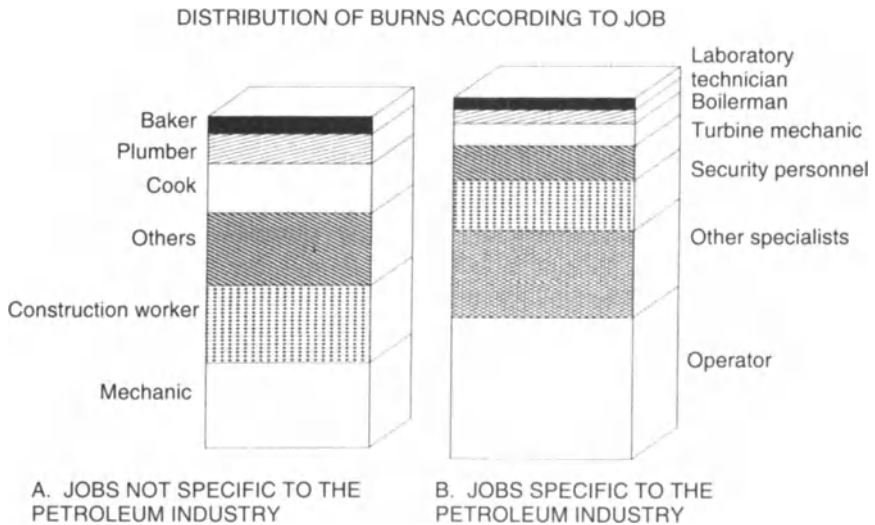 DISTRIBUTION OF BURNS ACCORDING TO JOB
Baker
Plumber
Cook
Others
Construction worker
Mechanic
Laboratory
technician
Boilerman
Turbine mechanic
Security personnel
Other specialists
Operator
A. JOBS NOT SPECIFIC TO THE
PETROLEUM INDUSTRY
B. JOBS SPECIFIC TO THE
PETROLEUM INDUSTRY